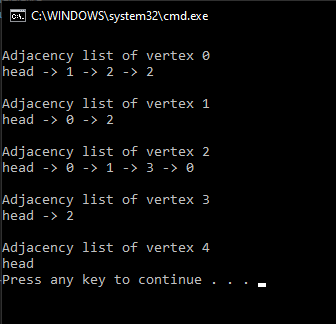 C:\WINDOWS\system32\cmd.exe
Adjacency list of vertex 0
head -> 1 -> 2 -> 2
Adjacency list of vertex 1
head -> 0 -> 2
Adjacency list of vertex 2
head -> 0 -> 1 -> 3 -> 0
Adjacency list of vertex 3
head -> 2
Adjacency list of vertex 4
head
Press any key to continue . . .